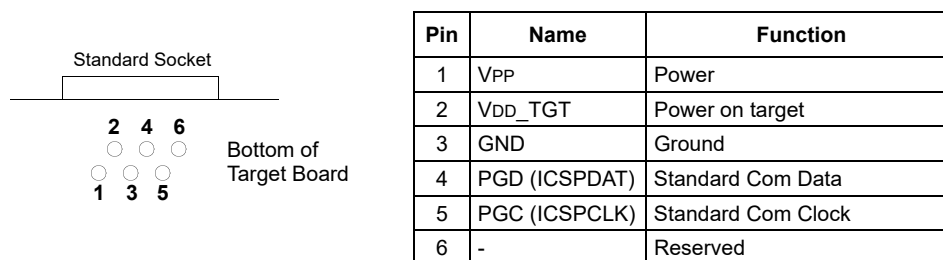 Standard Socket
2 4 6
Bottom of
Target Board
1 3 5
Pin Name Function
1 VPP Power
2 VDD_TGT Power on target
3 GND Ground
4 PGD (ICSPDAT) Standard Com Data
5 PGC (ICSPCLK) Standard Com Clock
6 - Reserved